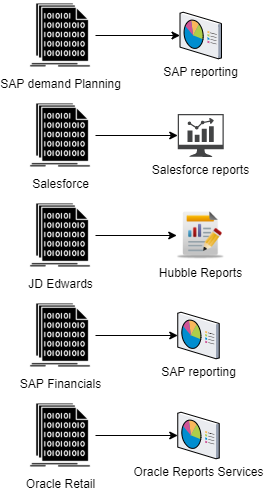 SAP demand Planning
SAP reporting
Salesforce
Salesforce reports
JD Edwards
Hubble Reports
SAP Financials
SAP reporting
Oracle Retail
Oracle Reports Services